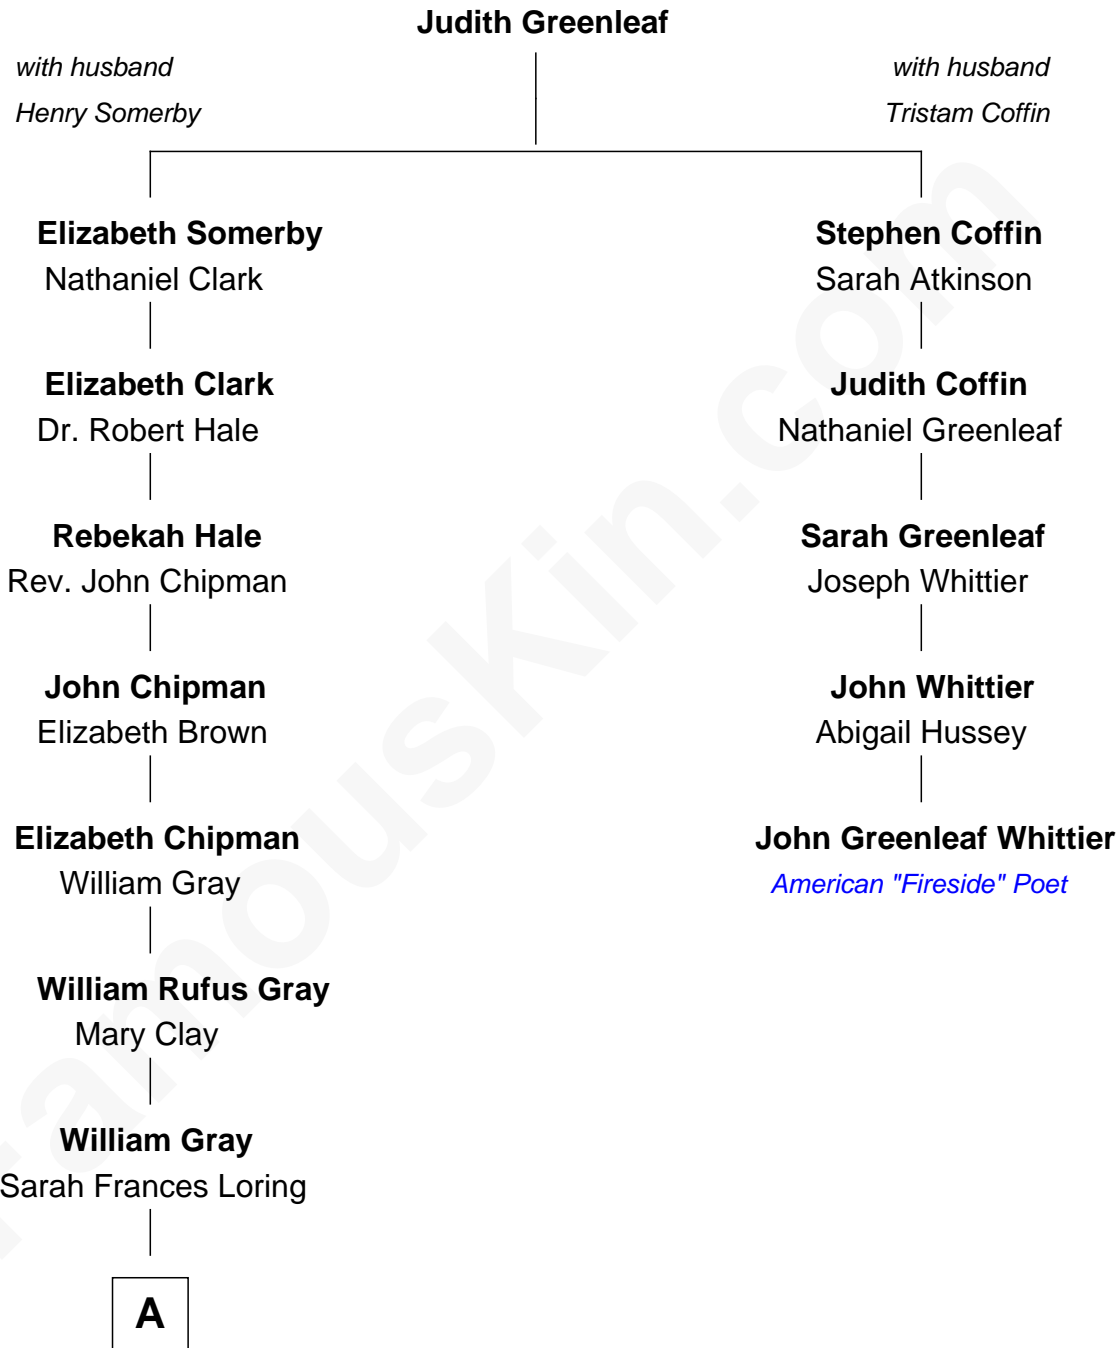 Judith Greenleaf
with husband
Henry Somerby
with husband
Tristam Coffin
Elizabeth Somerby
Nathaniel Clark
Stephen Coffin
Sarah Atkinson
Elizabeth Clark
Dr. Robert Hale
Judith Coffin
Nathaniel Greenleaf
Rebekah Hale
Rev. John Chipman
Sarah Greenleaf
Joseph Whittier
John Chipman
Elizabeth Brown
John Whittier
Abigail Hussey
Elizabeth Chipman
William Gray
John Greenleaf Whittier
American "Fireside" Poet
William Rufus Gray
Mary Clay
William Gray
Sarah Frances Loring
A
FamousKin.com